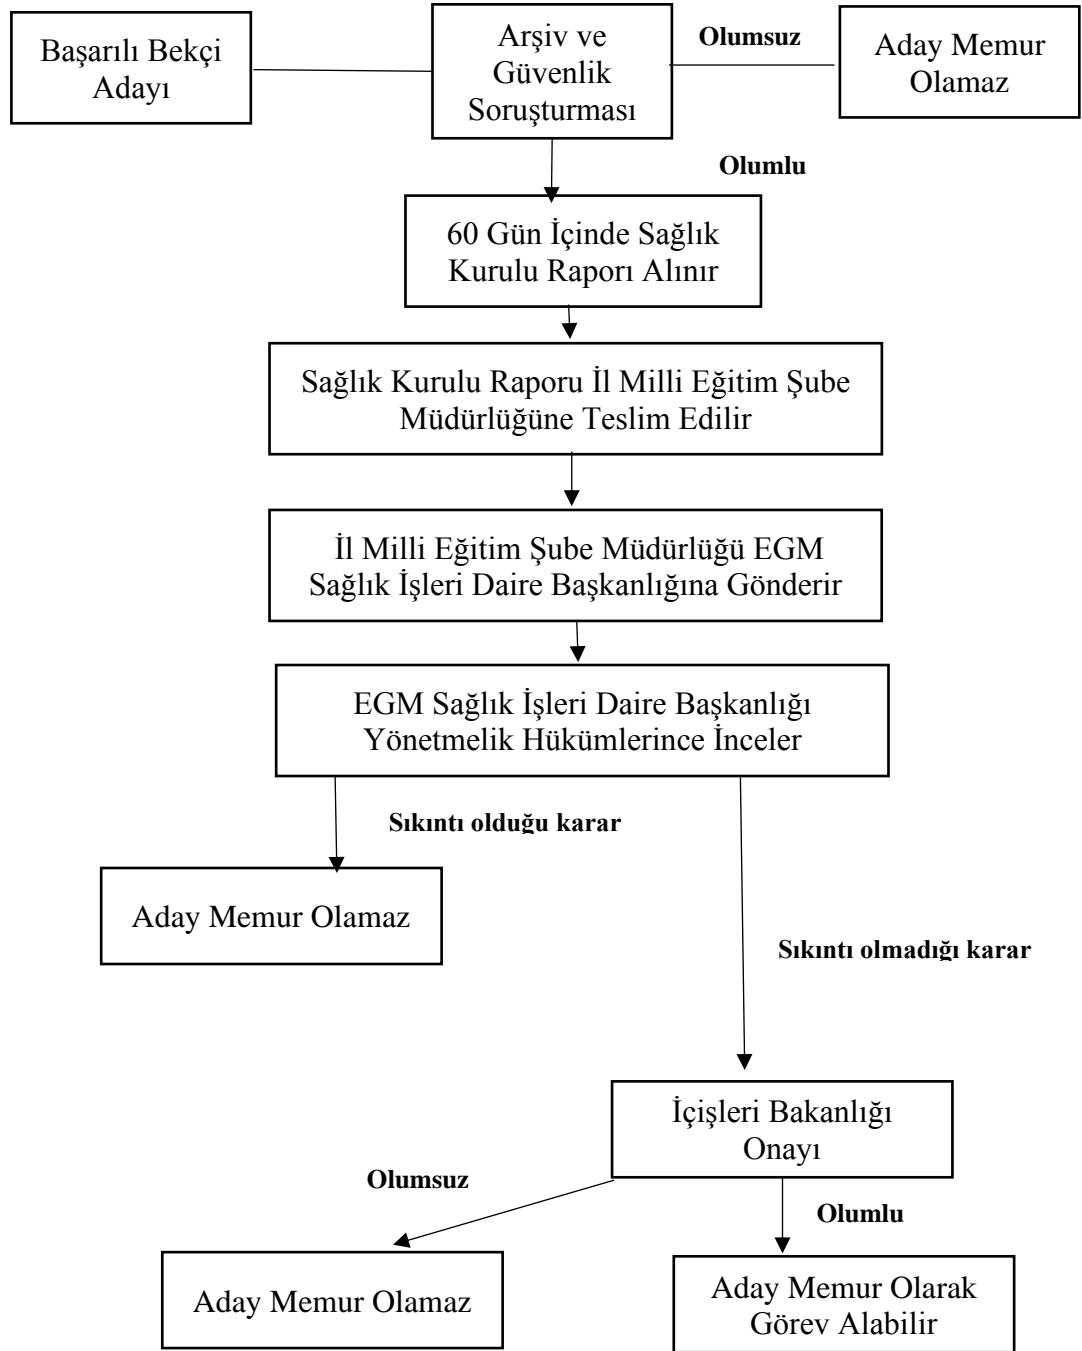 Başarılı Bekçi
Adayı
Arşiv ve
Güvenlik
Soruşturması
Olumsuz
Aday Memur
Olamaz
Olumlu
60 Gün İçinde Sağlık
Kurulu Raporı Alınır
Sağlık Kurulu Raporu İl Milli Eğitim Şube
Müdürlüğüne Teslim Edilir
İl Milli Eğitim Şube Müdürlüğü EGM
Sağlık İşleri Daire Başkanlığına Gönderir
EGM Sağlık İşleri Daire Başkanlığı
Yönetmelik Hükümlerince İnceler
Sıkıntı olduğu karar
Aday Memur Olamaz
Sıkıntı olmadığı karar
İçişleri Bakanlığı
Onayı
Olumsuz
Olumlu
Aday Memur Olamaz
Aday Memur Olarak
Görev Alabilir